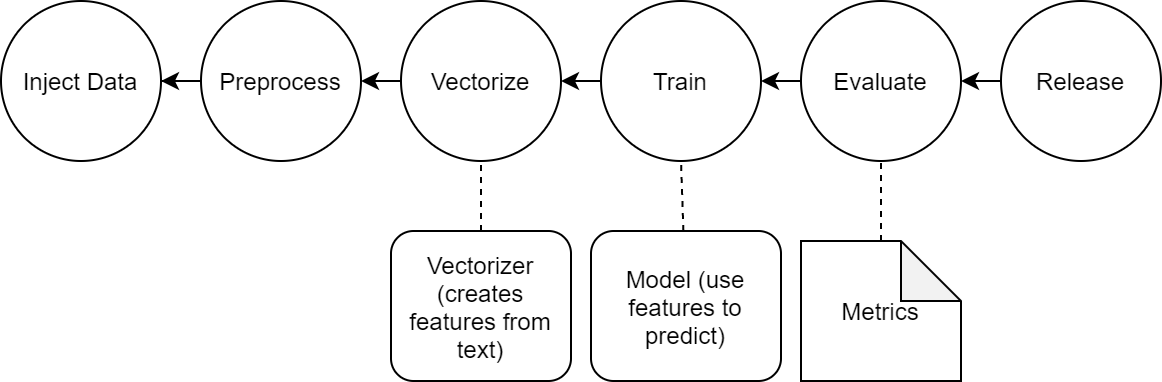 Inject Data
Preprocess
Vectorize
Train
Evaluate
Release
Vectorizer
(creates
features from
text)
Model (use
features to
predict)
Metrics